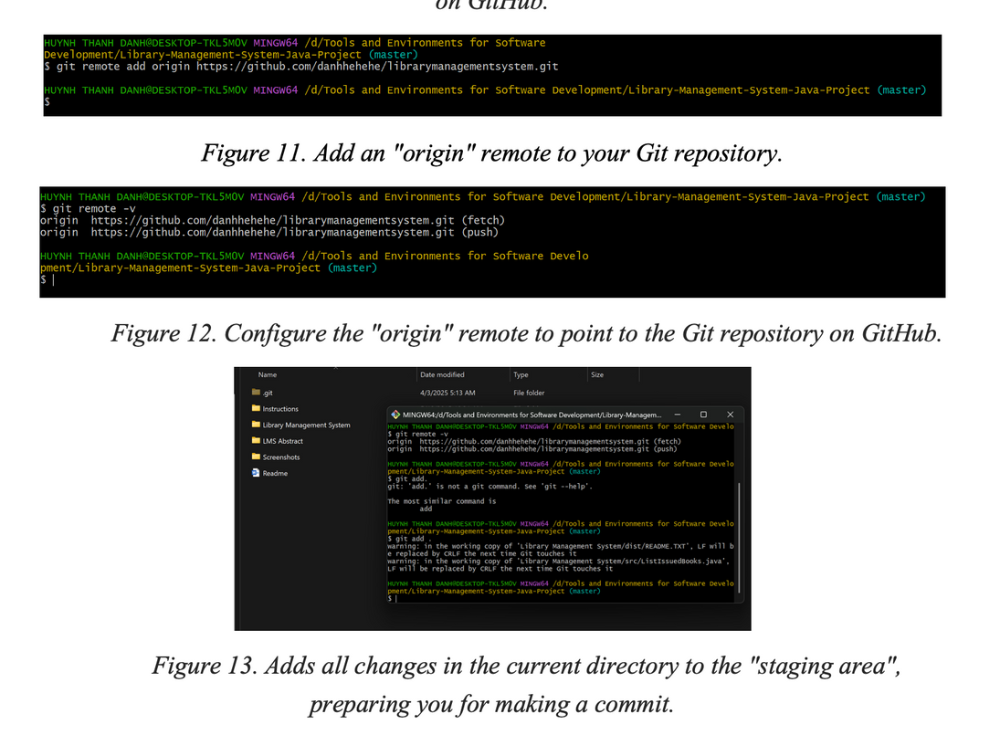 on GitHub.
HUYNH THANH DANH@DESKTOP-TKL5M0V MINGW64 /d/Tools and Environments for Software
Development/Library-Management-System-Java-Project (master)
$ git remote add origin https://github.com/danhhehehe/librarymanagementsystem.git
HUYNH THANH DANH@DESKTOP-TKL5M0V MINGW64 /d/Tools and Environments for Software Development/Library-Management-System-Java-Project (master)
$
Figure 11. Add an "origin" remote to your Git repository.
HUYNH THANH DANH@DESKTOP-TKL5M0V MINGW64 /d/Tools and Environments for Software Development/Library-Management-System-Java-Project (master)
$ git remote -v
origin  https://github.com/danhhehehe/librarymanagementsystem.git (fetch)
origin  https://github.com/danhhehehe/librarymanagementsystem.git (push)
HUYNH THANH DANH@DESKTOP-TKL5M0V MINGW64 /d/Tools and Environments for Software Develo
pment/Library-Management-System-Java-Project (master)
$
Figure 12. Configure the "origin" remote to point to the Git repository on GitHub.
Name Date modified Type Size
.git 4/3/2025 5:13 AM File folder
Instructions
Library Management System
LMS Abstract
Screenshots
Readme
MINGW64:/d/Tools and Environments for Software Development/Library-Managem...
HUYNH THANH DANH@DESKTOP-TKL5M0V MINGW64 /d/Tools and Environments for Software Develo
$ git remote -v
origin  https://github.com/danhhehehe/librarymanagementsystem.git (fetch)
origin  https://github.com/danhhehehe/librarymanagementsystem.git (push)
HUYNH THANH DANH@DESKTOP-TKL5M0V MINGW64 /d/Tools and Environments for Software Develo
pment/Library-Management-System-Java-Project (master)
$ git add.
git: 'add.' is not a git command. See 'git --help'.
The most similar command is
add
HUYNH THANH DANH@DESKTOP-TKL5M0V MINGW64 /d/Tools and Environments for Software Develo
pment/Library-Management-System-Java-Project (master)
$ git add .
warning: in the working copy of 'Library Management System/dist/README.TXT', LF will b
e replaced by CRLF the next time Git touches it
warning: in the working copy of 'Library Management System/src/ListIssuedBooks.java',
LF will be replaced by CRLF the next time Git touches it
HUYNH THANH DANH@DESKTOP-TKL5M0V MINGW64 /d/Tools and Environments for Software Develo
pment/Library-Management-System-Java-Project (master)
$
Figure 13. Adds all changes in the current directory to the "staging area",
preparing you for making a commit.